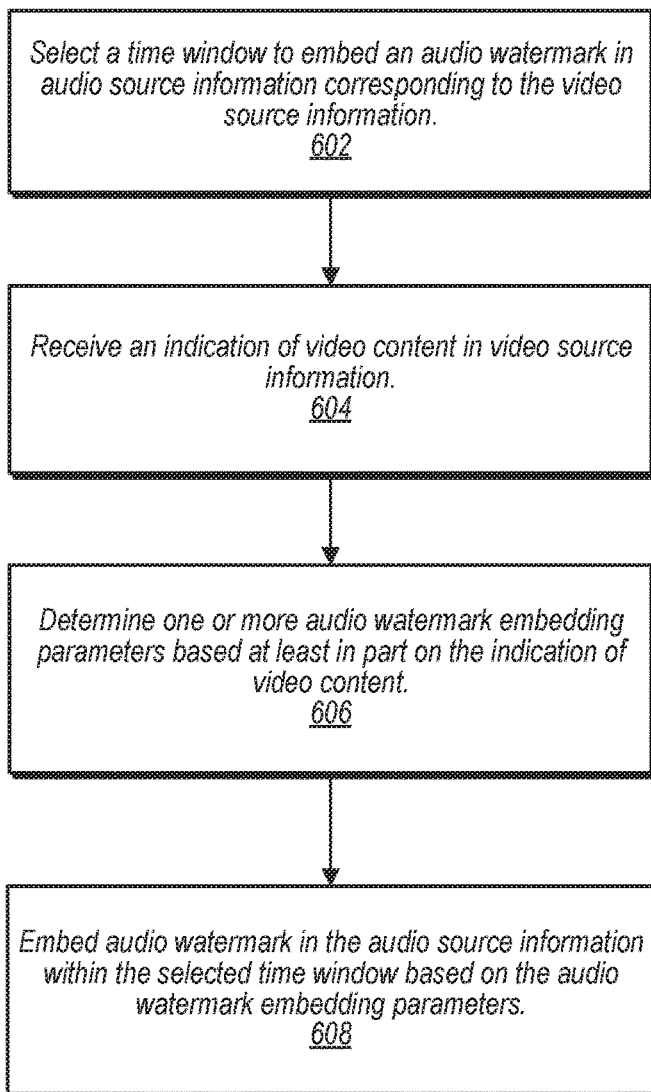 Select a time window to embed an audio watermark in
audio source information corresponding to the video
source information.
602
Receive an indication of video content in video source
information.
604
Determine one or more audio watermark embedding
parameters based at least in part on the indication of
video content.
606
Embed audio watermark in the audio source information
within the selected time window based on the audio
watermark embedding parameters.
608